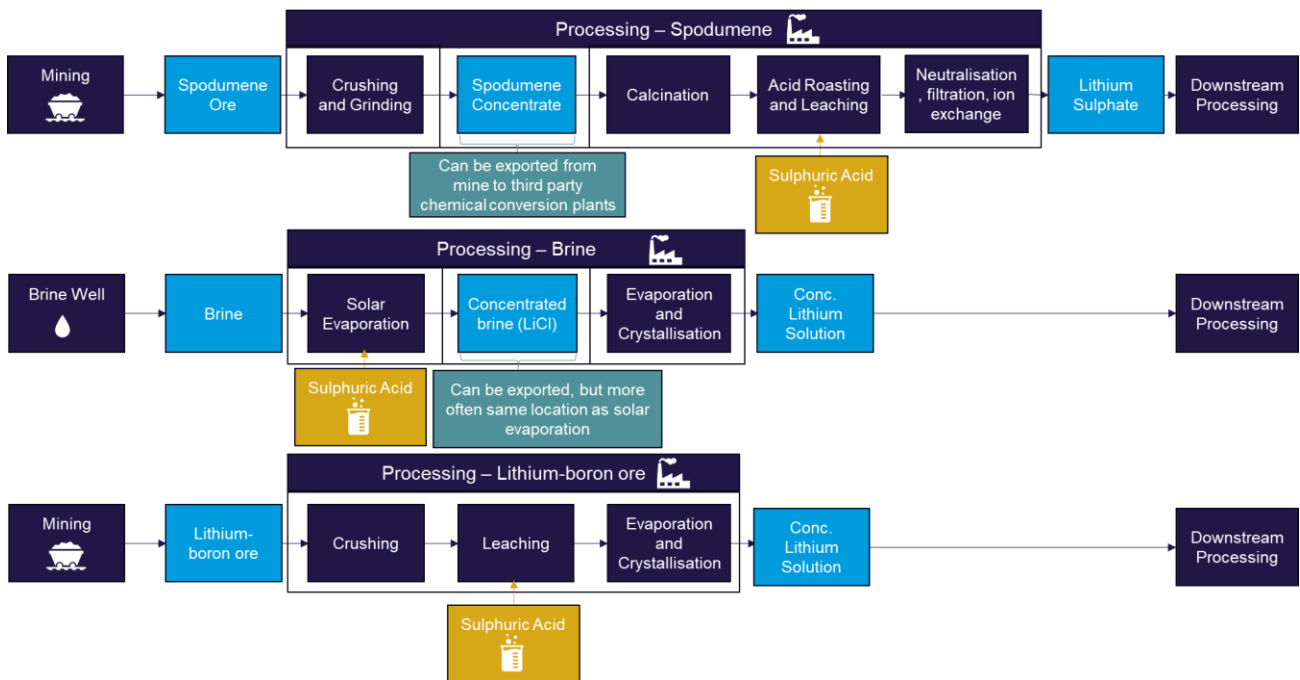 Processing – Spodumene
Mining
Spodumene
Ore
Crushing
and Grinding
Spodumene
Concentrate
Calcination
Acid Roasting
and Leaching
Neutralisation
, filtration, ion
exchange
Lithium
Sulphate
Downstream
Processing
Can be exported from
mine to third party
chemical conversion plants
Sulphuric Acid
Processing – Brine
Brine Well
Brine
Solar
Evaporation
Concentrated
brine (LiCl)
Evaporation
and
Crystallisation
Conc.
Lithium
Solution
Downstream
Processing
Sulphuric Acid
Can be exported, but more
often same location as solar
evaporation
Processing – Lithium-boron ore
Mining
Lithium-
boron ore
Crushing
Leaching
Evaporation
and
Crystallisation
Conc.
Lithium
Solution
Downstream
Processing
Sulphuric Acid